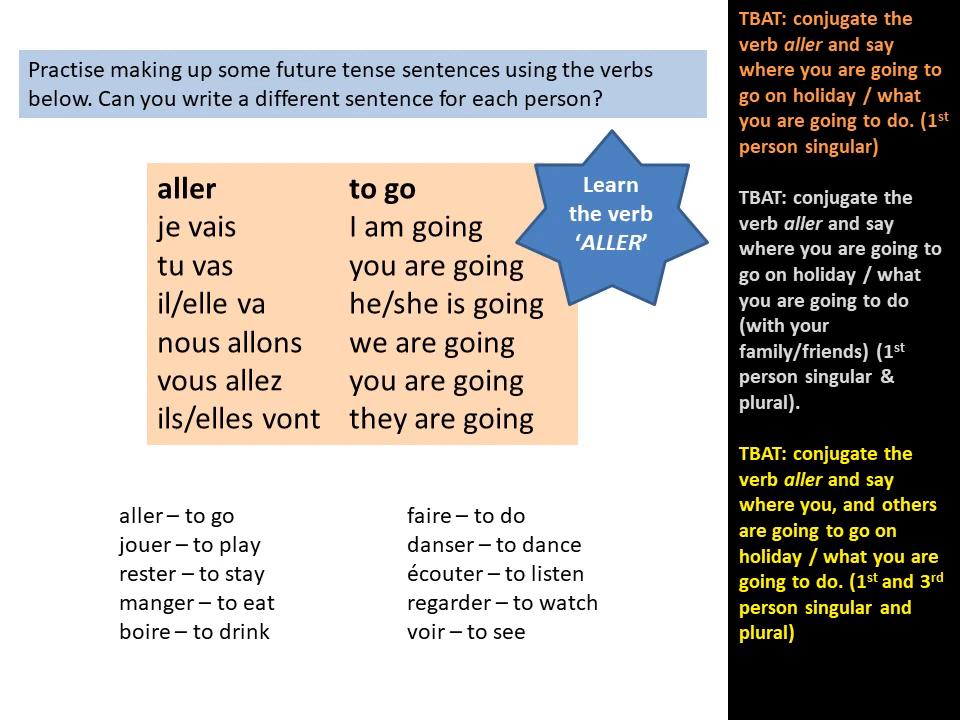 Practise making up some future tense sentences using the verbs
below. Can you write a different sentence for each person?
aller to go
je vais I am going
tu vas you are going
il/elle va he/she is going
nous allons we are going
vous allez you are going
ils/elles vont they are going
Learn
the verb
‘ALLER’
aller – to go
jouer – to play
rester – to stay
manger – to eat
boire – to drink
faire – to do
danser – to dance
écouter – to listen
regarder – to watch
voir – to see
TBAT: conjugate the
verb aller and say
where you are going to
go on holiday / what
you are going to do. (1st
person singular)
TBAT: conjugate the
verb aller and say
where you are going to
go on holiday / what
you are going to do
(with your
family/friends) (1st
person singular &
plural).
TBAT: conjugate the
verb aller and say
where you, and others
are going to go on
holiday / what you are
going to do. (1st and 3rd
person singular and
plural)